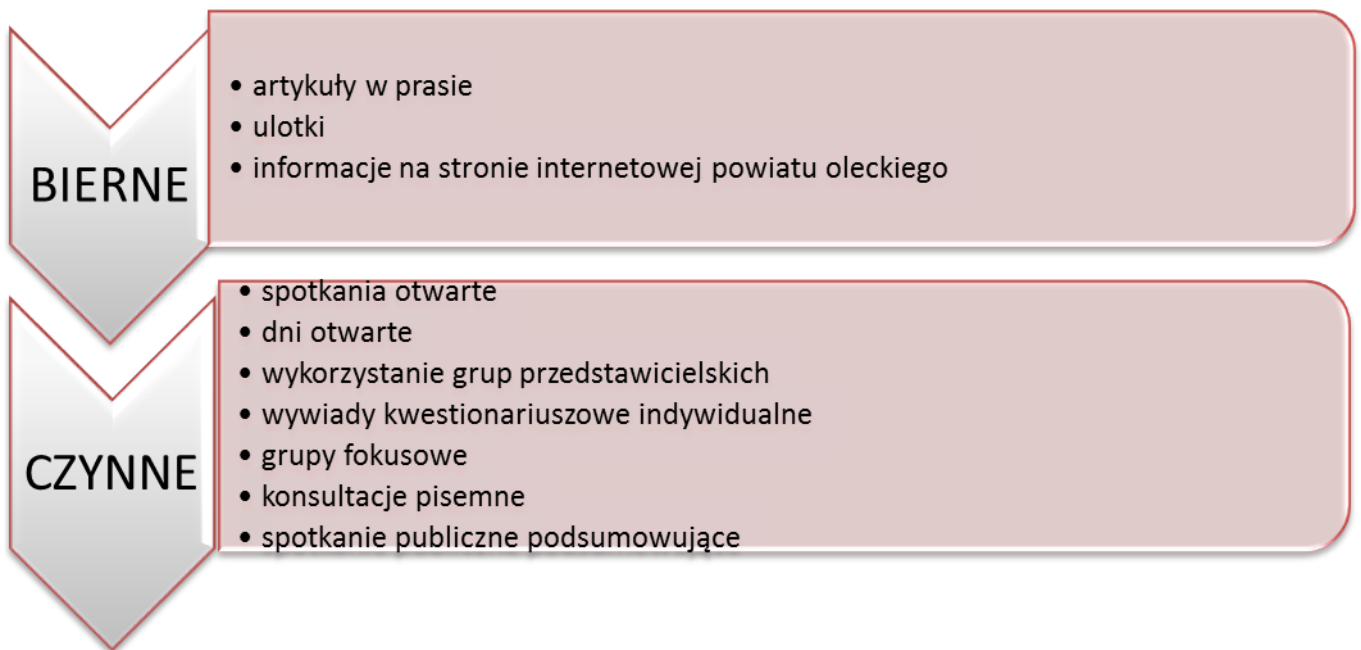 BIERNE
• artykuły w prasie
• ulotki
• informacje na stronie internetowej powiatu oleckiego
CZYNNE
• spotkania otwarte
• dni otwarte
• wykorzystanie grup przedstawicielskich
• wywiady kwestionariuszowe indywidualne
• grupy fokusowe
• konsultacje pisemne
• spotkanie publiczne podsumowujące